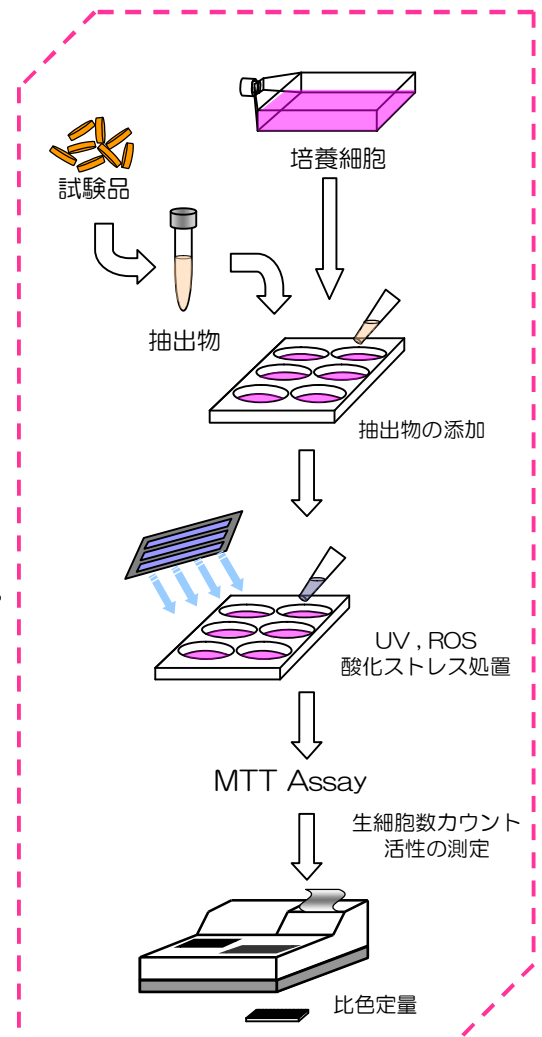 培養細胞
試験品
抽出物
抽出物の添加
UV , ROS
酸化ストレス処置
MTT Assay
生細胞数カウント
活性の測定
比色定量